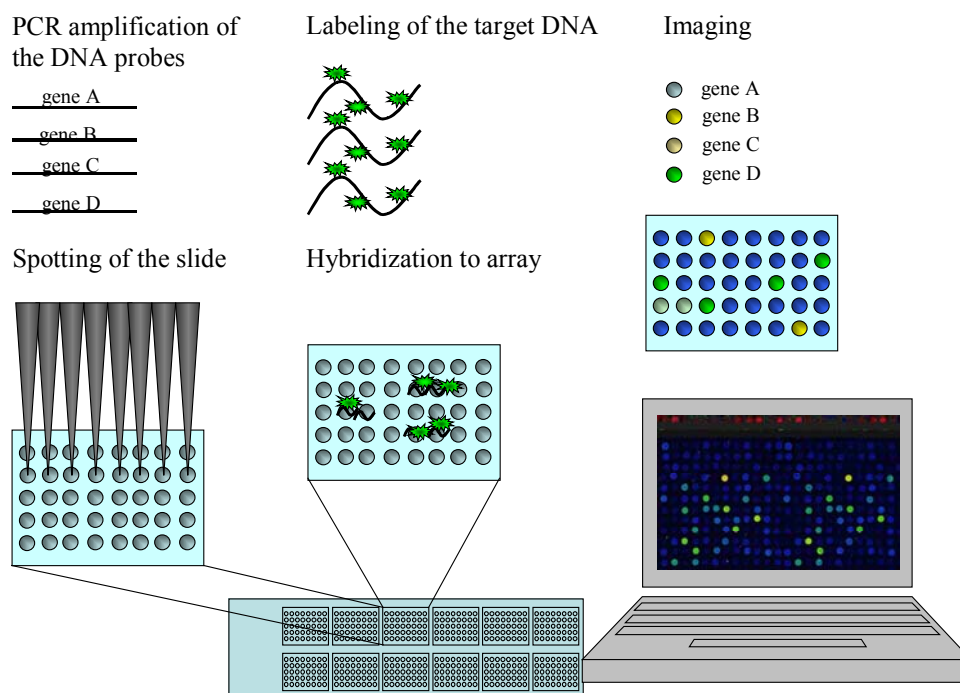 PCR amplification of
the DNA probes
gene A
gene B
gene C
gene D
Labeling of the target DNA
Imaging
gene A
gene B
gene C
gene D
Spotting of the slide
Hybridization to array